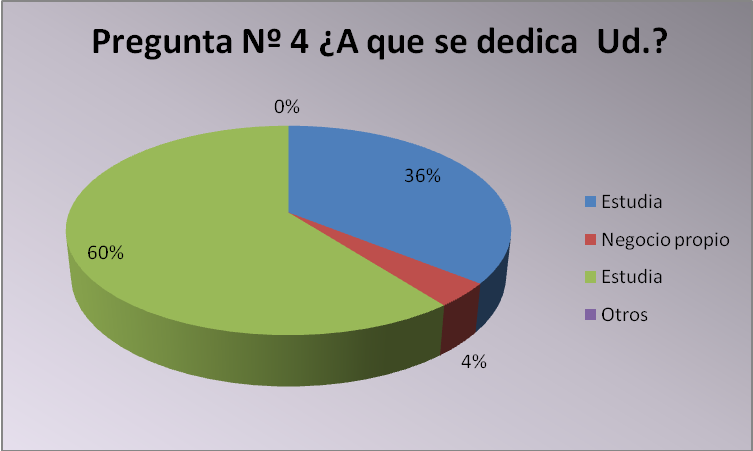 Pregunta Nº 4 ¿A que se dedica  Ud.?
0%
36%
60%
4%
Estudia
Negocio propio
Estudia
Otros